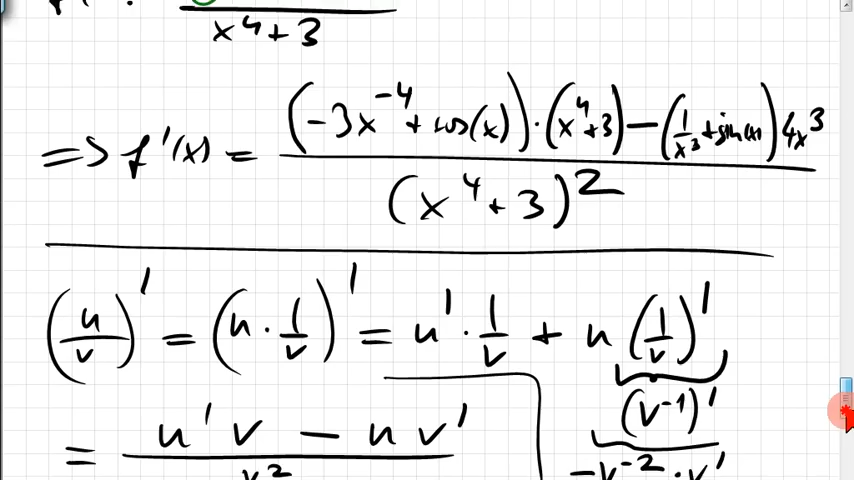 x⁴+3
=> f'(x) = ((-3x⁻⁴ + cos(x)) · (x⁴+3) − (1/x³ + sin(x)) 4x³) / (x⁴+3)²
(u/v)' = (u · 1/v)' = u' · 1/v + u (1/v)'
(v⁻¹)'
= (u'v − uv') / v²
−v⁻² · v'